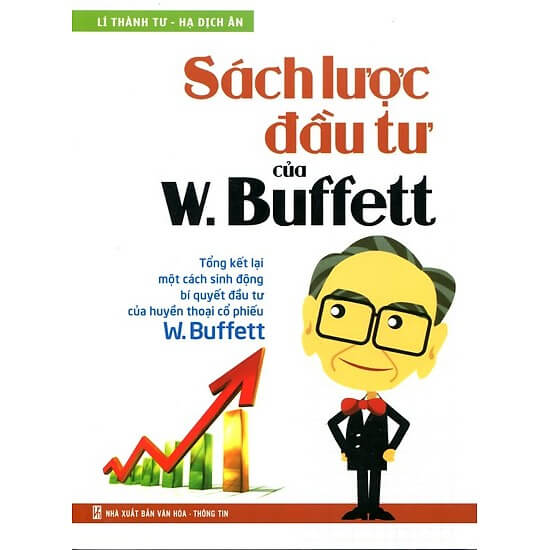 LÍ THÀNH TƯ - HẠ DỊCH ÂN
Sách lược
đầu tư
của
W. Buffett
Tổng kết lại
một cách sinh động
bí quyết đầu tư
của huyền thoại cổ phiếu
W. Buffett
NHÀ XUẤT BẢN VĂN HÓA - THÔNG TIN